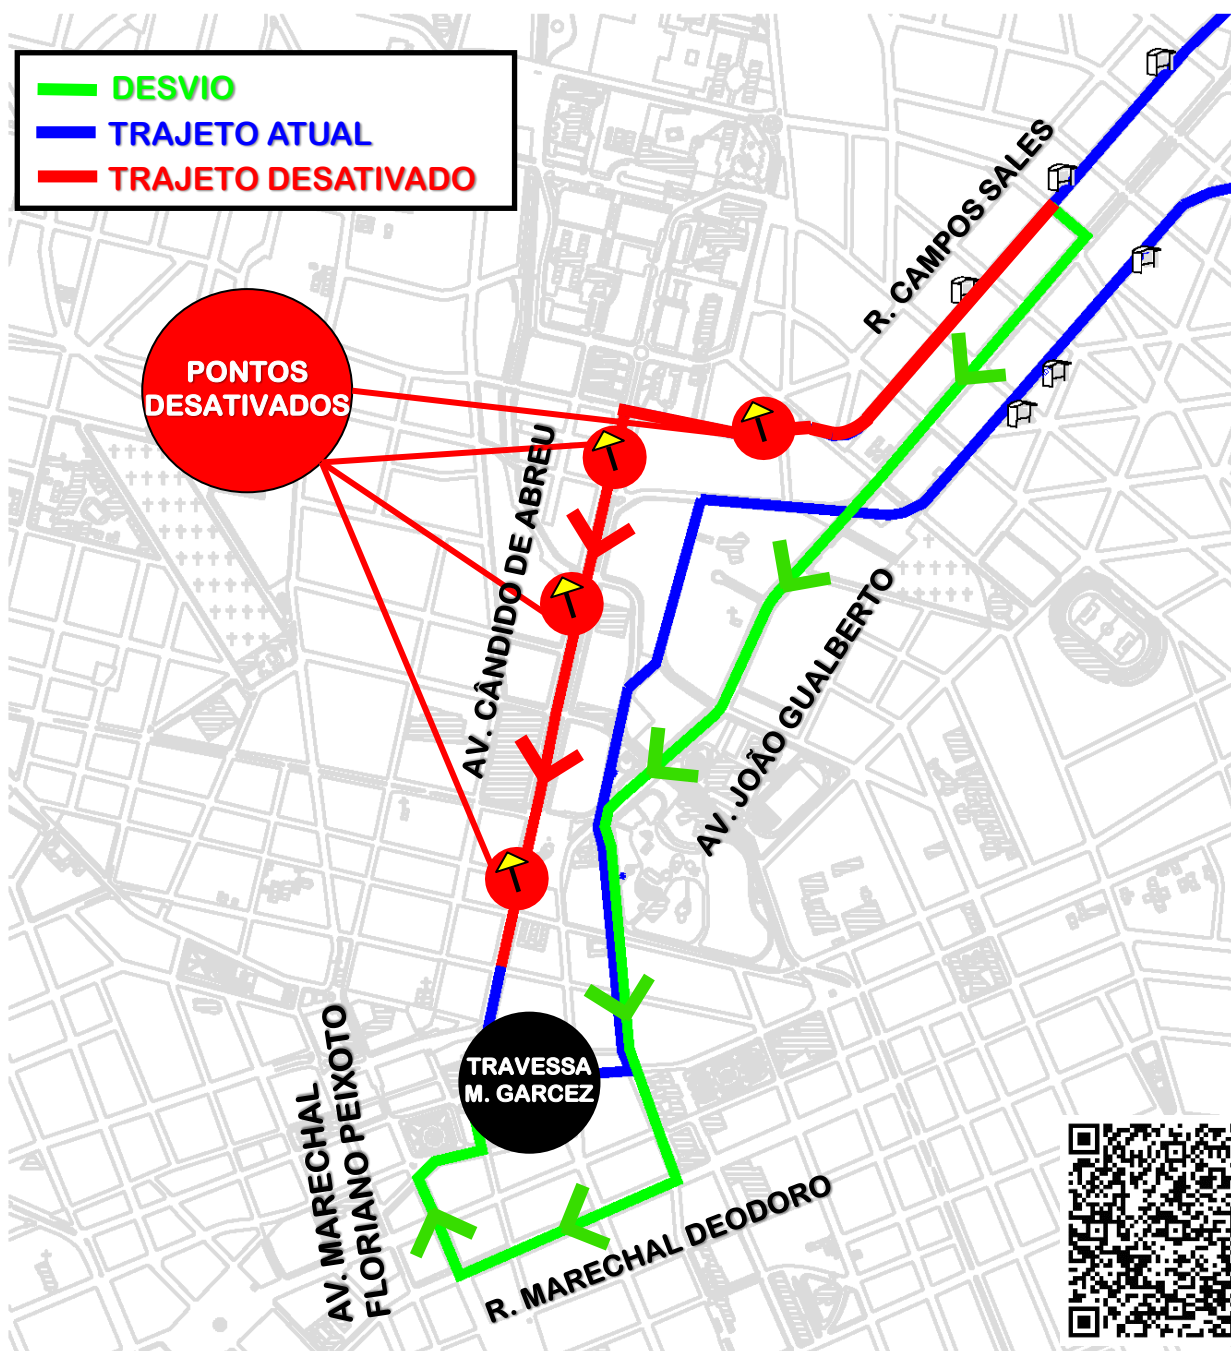 DESVIO
TRAJETO ATUAL
TRAJETO DESATIVADO
R. CAMPOS SALES
PONTOS
DESATIVADOS
AV. CÂNDIDO DE ABREU
AV. JOÃO GUALBERTO
TRAVESSA
M. GARCEZ
AV. MARECHAL
FLORIANO PEIXOTO
R. MARECHAL DEODORO